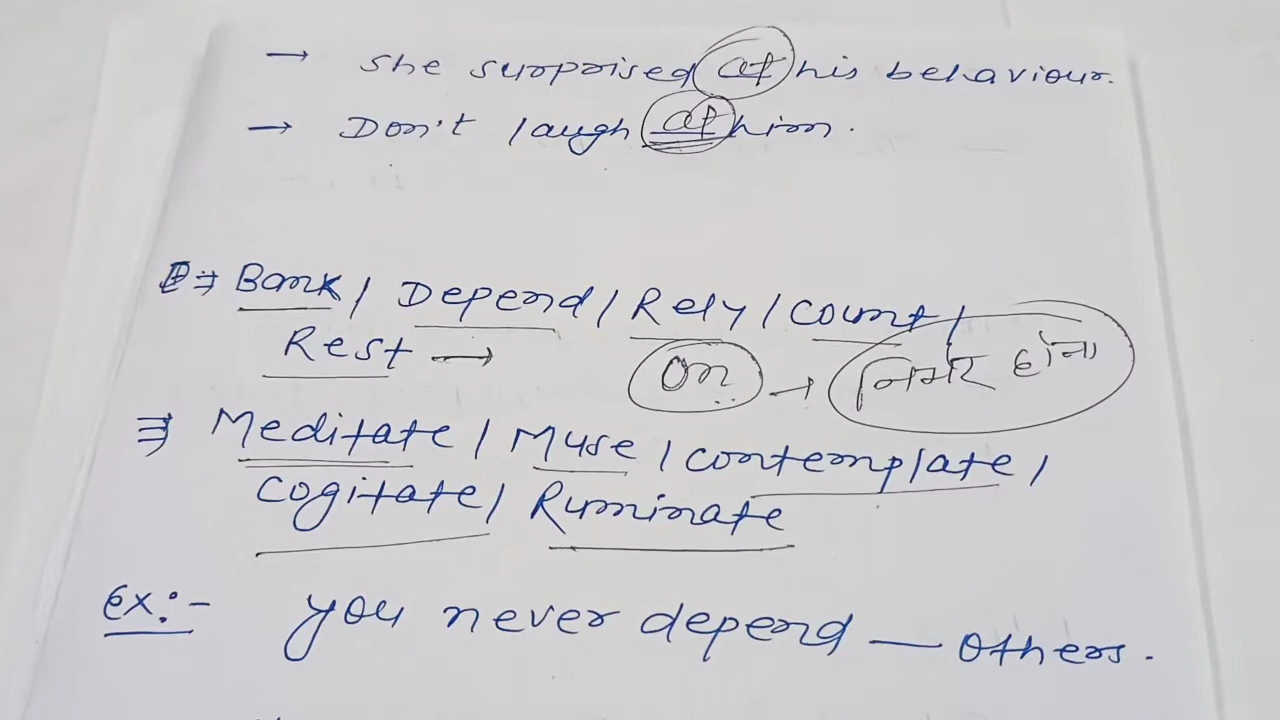 → She surprised at his behaviour.
→ Don't laugh at him.
⇒ Bank / Depend / Rely / Count /
Rest → On → निर्भर होना
⇒ Meditate / Muse / Contemplate /
Cogitate / Ruminate
Ex:- You never depend — Others.